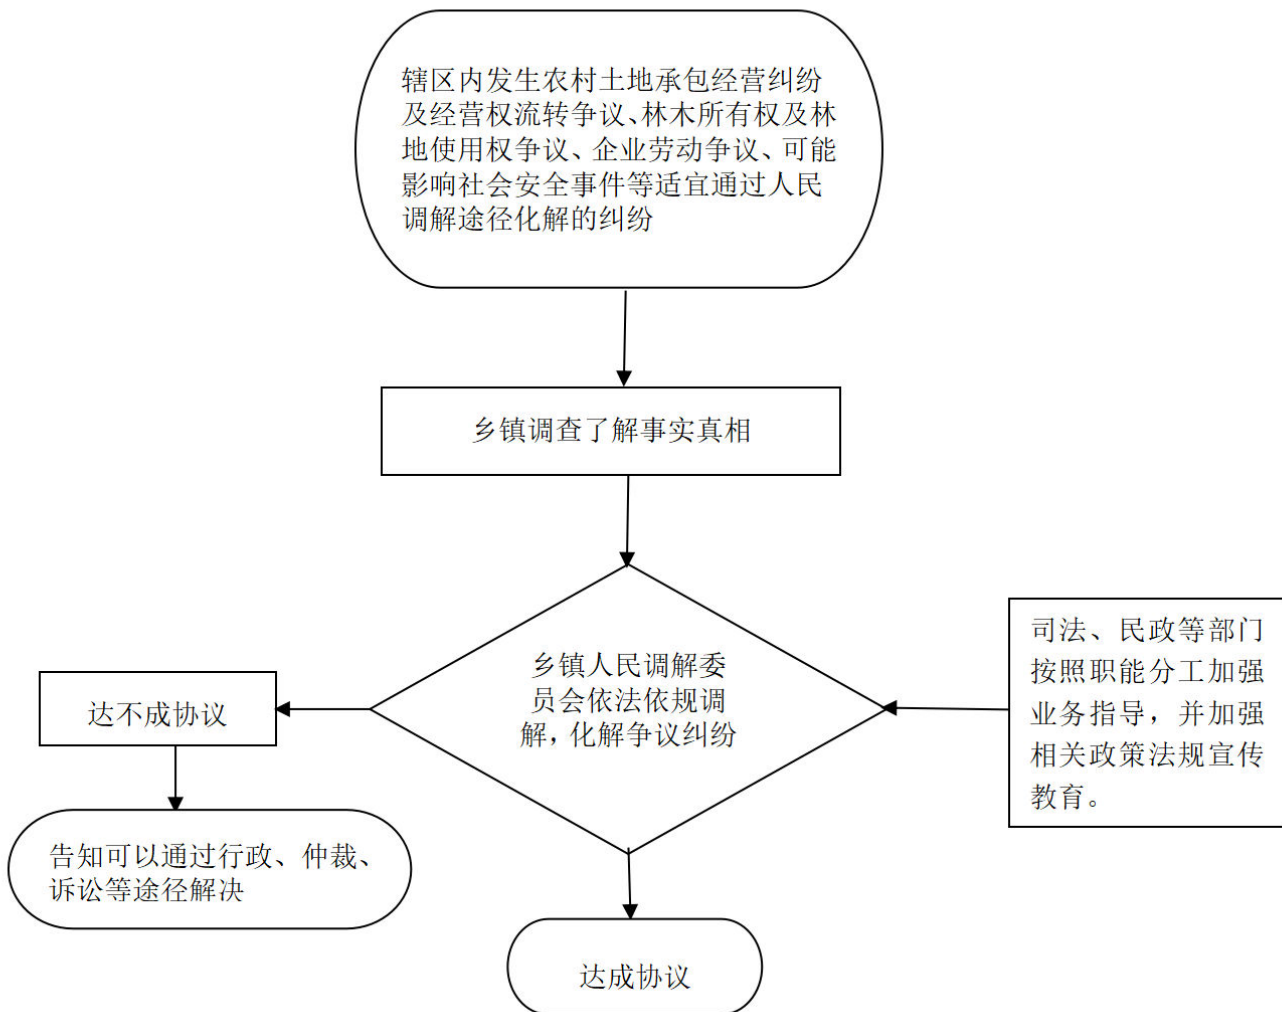 辖区内发生农村土地承包经营纠纷
及经营权流转争议、林木所有权及林
地使用权争议、企业劳动争议、可能
影响社会安全事件等适宜通过人民
调解途径化解的纠纷
乡镇调查了解事实真相
乡镇人民调解委
员会依法依规调
解，化解争议纠纷
司法、民政等部门
按照职能分工加强
业务指导，并加强
相关政策法规宣传
教育。
达不成协议
告知可以通过行政、仲裁、
诉讼等途径解决
达成协议